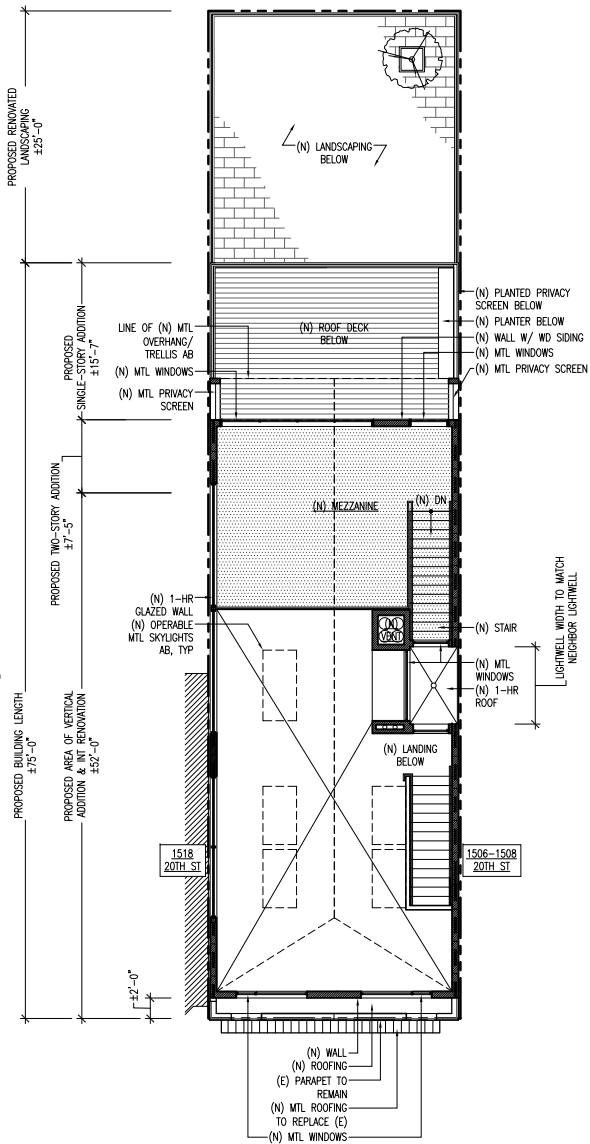 PROPOSED RENOVATED
LANDSCAPING
±25'-0"
(N) LANDSCAPING
BELOW
PROPOSED
SINGLE-STORY ADDITION
±15'-7"
LINE OF (N) MTL
OVERHANG/
TRELLIS AB
(N) MTL WINDOWS
(N) MTL PRIVACY
SCREEN
(N) ROOF DECK
BELOW
(N) PLANTED PRIVACY
SCREEN BELOW
(N) PLANTER BELOW
(N) WALL W/ WD SIDING
(N) MTL WINDOWS
(N) MTL PRIVACY SCREEN
PROPOSED TWO-STORY ADDITION
±7'-5"
(N) MEZZANINE
(N) DN
(N) 1-HR
GLAZED WALL
(N) OPERABLE
MTL SKYLIGHTS
AB, TYP
(N)
VENT
(N) STAIR
(N) MTL
WINDOWS
(N) 1-HR
ROOF
LIGHTWELL WIDTH TO MATCH
NEIGHBOR LIGHTWELL
(N) LANDING
BELOW
PROPOSED BUILDING LENGTH
±75'-0"
PROPOSED AREA OF VERTICAL
ADDITION & INT RENOVATION
±52'-0"
1518
20TH ST
1506-1508
20TH ST
±2'-0"
(N) WALL
(N) ROOFING
(E) PARAPET TO
REMAIN
(N) MTL ROOFING
TO REPLACE (E)
(N) MTL WINDOWS